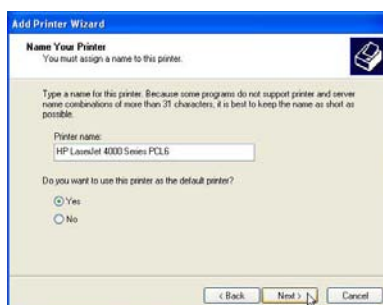 Add Printer Wizard
Name Your Printer
You must assign a name to this printer.
Type a name for this printer. Because some programs do not support printer and server
name combinations of more than 31 characters, it is best to keep the name as short as
possible.
Printer name:
HP LaserJet 4000 Series PCL6
Do you want to use this printer as the default printer?
Yes
No
< Back
Next >
Cancel